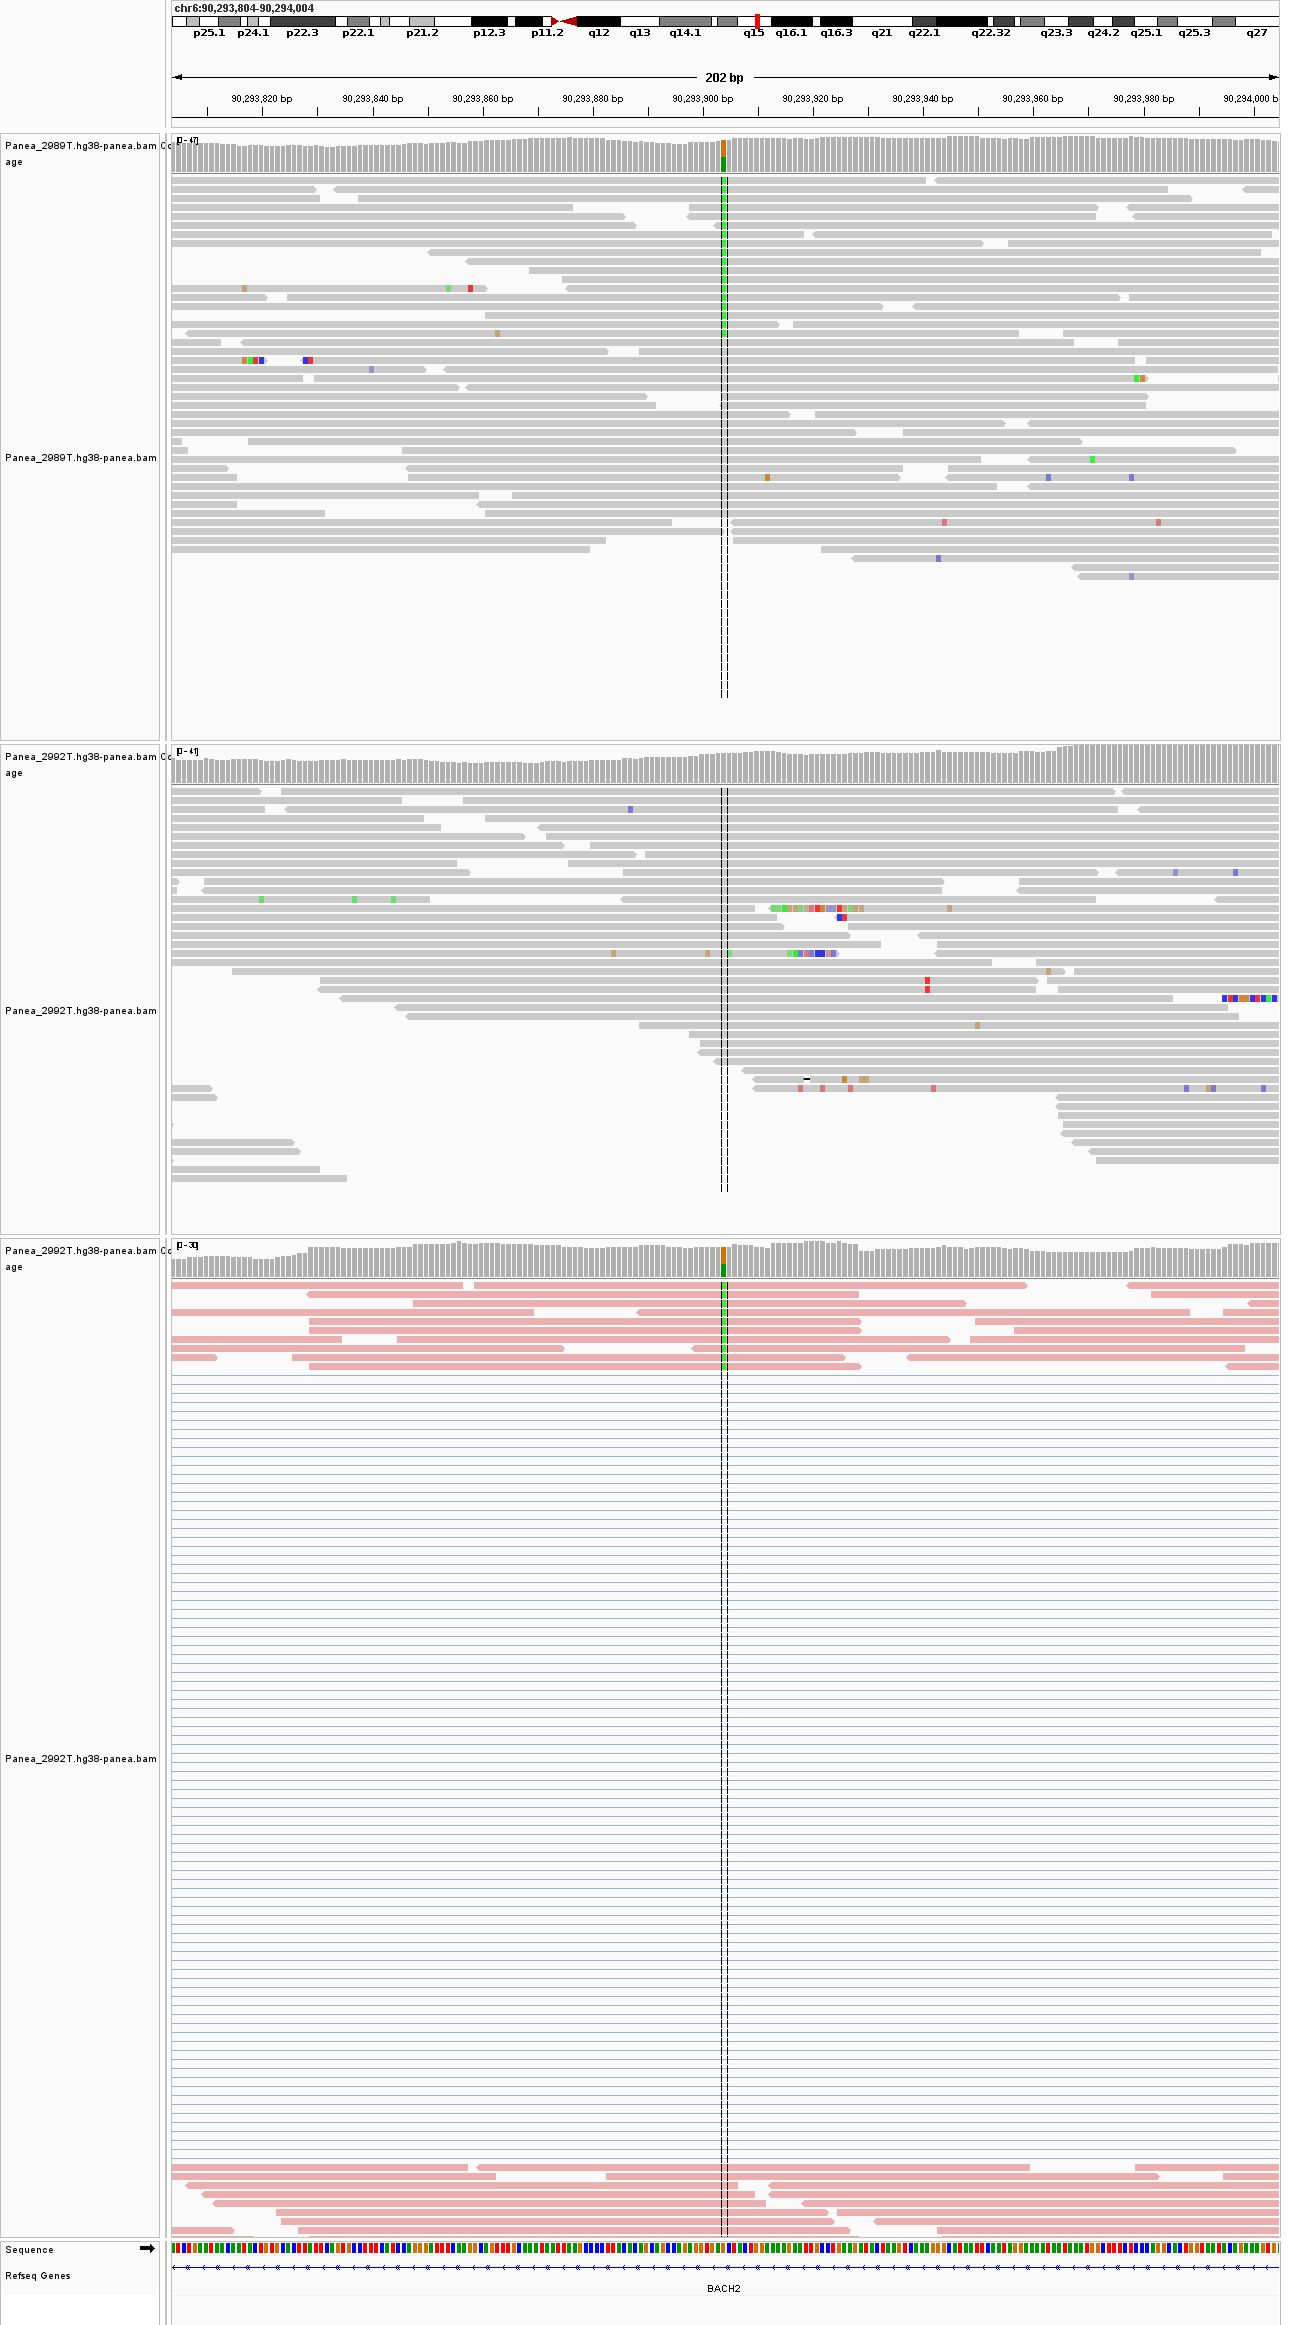 chr6:90,293,804-90,294,004
p25.1 p24.1 p22.3 p22.1 p21.2 p12.3 p11.2 q12 q13 q14.1 q15 q16.1 q16.3 q21 q22.1 q22.32 q23.3 q24.2 q25.1 q25.3 q27
202 bp
90,293,820 bp 90,293,840 bp 90,293,860 bp 90,293,880 bp 90,293,900 bp 90,293,920 bp 90,293,940 bp 90,293,960 bp 90,293,980 bp 90,294,000 b
Panea_2989T.hg38-panea.bam Co
age
[0 - 47]
Panea_2989T.hg38-panea.bam
Panea_2992T.hg38-panea.bam Co
age
[0 - 41]
Panea_2992T.hg38-panea.bam
Panea_2992T.hg38-panea.bam Co
age
[0 - 30]
Panea_2992T.hg38-panea.bam
Sequence
Refseq Genes
BACH2